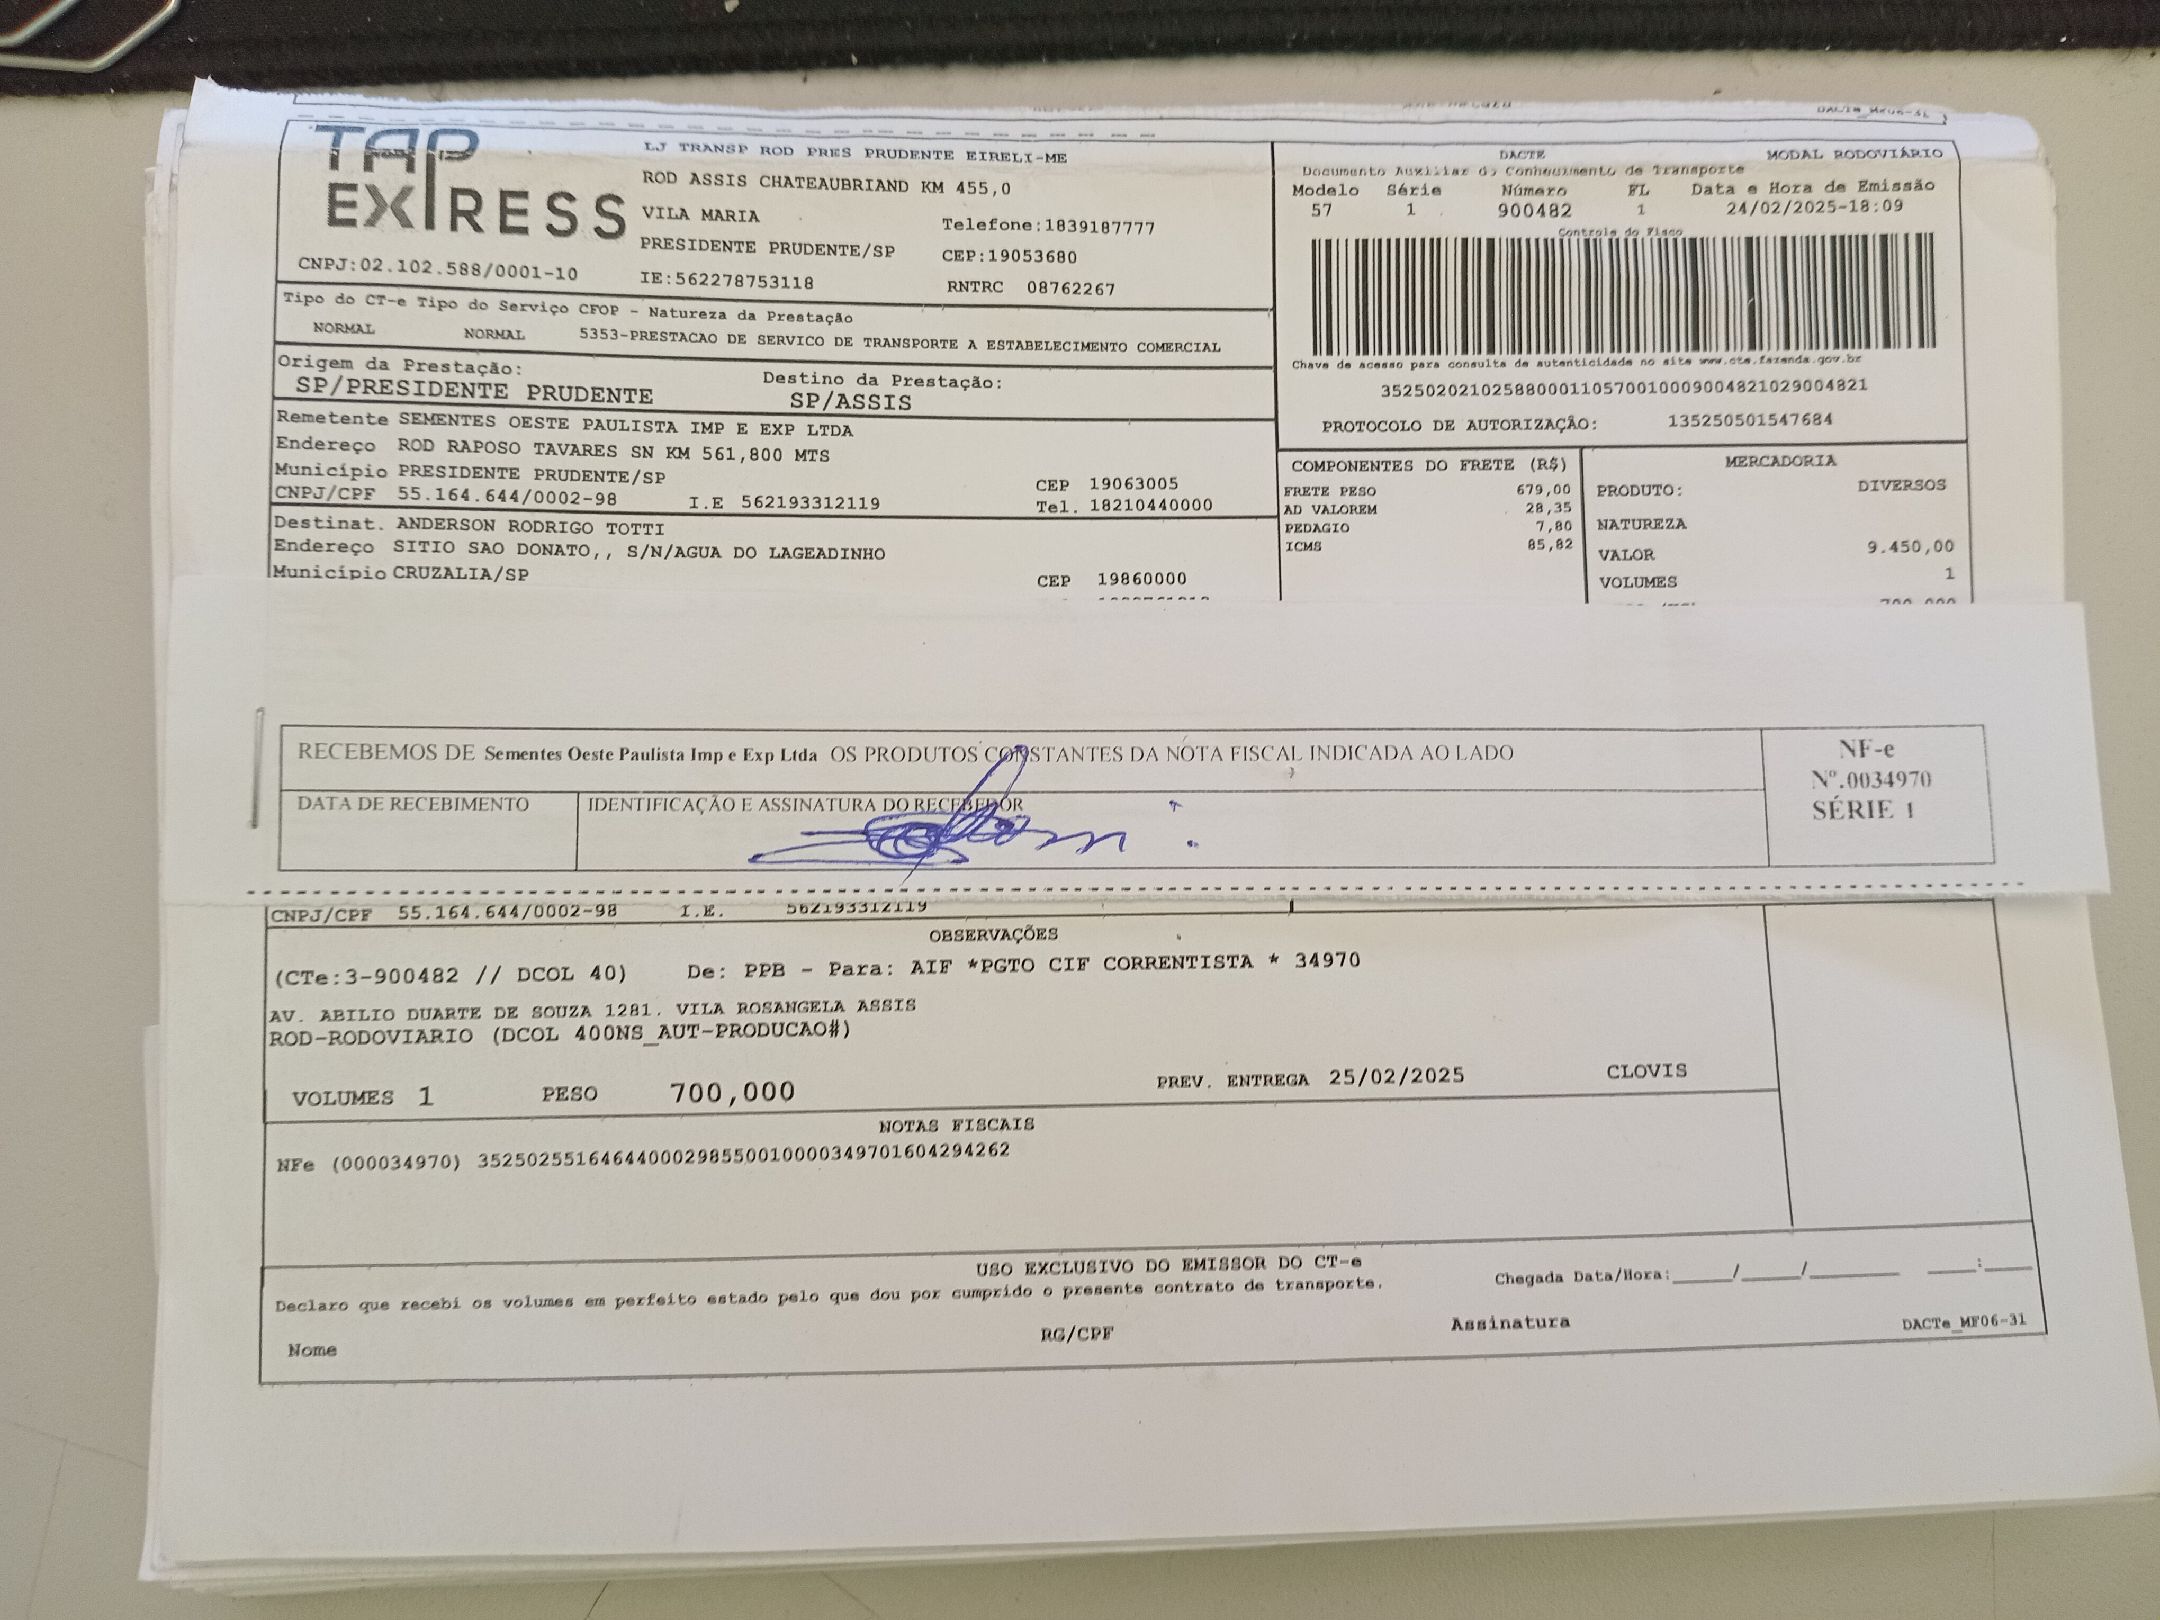 DACTe_MF06-31
TAP EXPRESS
LJ TRANSP ROD PRES PRUDENTE EIRELI-ME
ROD ASSIS CHATEAUBRIAND KM 455,0
VILA MARIA Telefone:1839187777
PRESIDENTE PRUDENTE/SP CEP:19053680
CNPJ:02.102.588/0001-10 IE:562278753118 RNTRC 08762267
DACTE MODAL RODOVIÁRIO
Documento Auxiliar do Conhecimento de Transporte
Modelo Série Número FL Data e Hora de Emissão
57 1 900482 1 24/02/2025-18:09
Controle do Fisco
Chave de acesso para consulta de autenticidade no site www.cte.fazenda.gov.br
35250202102588000110570010009004821029004821
PROTOCOLO DE AUTORIZAÇÃO: 135250501547684
Tipo do CT-e Tipo do Serviço CFOP - Natureza da Prestação
NORMAL NORMAL 5353-PRESTACAO DE SERVICO DE TRANSPORTE A ESTABELECIMENTO COMERCIAL
Origem da Prestação: Destino da Prestação:
SP/PRESIDENTE PRUDENTE SP/ASSIS
Remetente SEMENTES OESTE PAULISTA IMP E EXP LTDA
Endereço ROD RAPOSO TAVARES SN KM 561,800 MTS
Município PRESIDENTE PRUDENTE/SP CEP 19063005
CNPJ/CPF 55.164.644/0002-98 I.E 562193312119 Tel. 18210440000
Destinat. ANDERSON RODRIGO TOTTI
Endereço SITIO SAO DONATO,, S/N/AGUA DO LAGEADINHO
Município CRUZALIA/SP CEP 19860000
COMPONENTES DO FRETE (R$)
FRETE PESO 679,00
AD VALOREM 28,35
PEDAGIO 7,80
ICMS 85,82
MERCADORIA
PRODUTO: DIVERSOS
NATUREZA
VALOR 9.450,00
VOLUMES 1
RECEBEMOS DE Sementes Oeste Paulista Imp e Exp Ltda OS PRODUTOS CONSTANTES DA NOTA FISCAL INDICADA AO LADO
DATA DE RECEBIMENTO IDENTIFICAÇÃO E ASSINATURA DO RECEBEDOR
NF-e
Nº.0034970
SÉRIE 1
CNPJ/CPF 55.164.644/0002-98 I.E. 562193312119
OBSERVAÇÕES
(CTe:3-900482 // DCOL 40) De: PPB - Para: AIF *PGTO CIF CORRENTISTA * 34970
AV. ABILIO DUARTE DE SOUZA 1281. VILA ROSANGELA ASSIS
ROD-RODOVIARIO (DCOL 400NS_AUT-PRODUCAO#)
VOLUMES 1 PESO 700,000 PREV. ENTREGA 25/02/2025 CLOVIS
NOTAS FISCAIS
NFe (000034970) 35250255164644000298550010000349701604294262
USO EXCLUSIVO DO EMISSOR DO CT-e
Declaro que recebi os volumes em perfeito estado pelo que dou por cumprido o presente contrato de transporte. Chegada Data/Hora:_____/_____/________ ____:____
Nome RG/CPF Assinatura DACTe_MF06-31